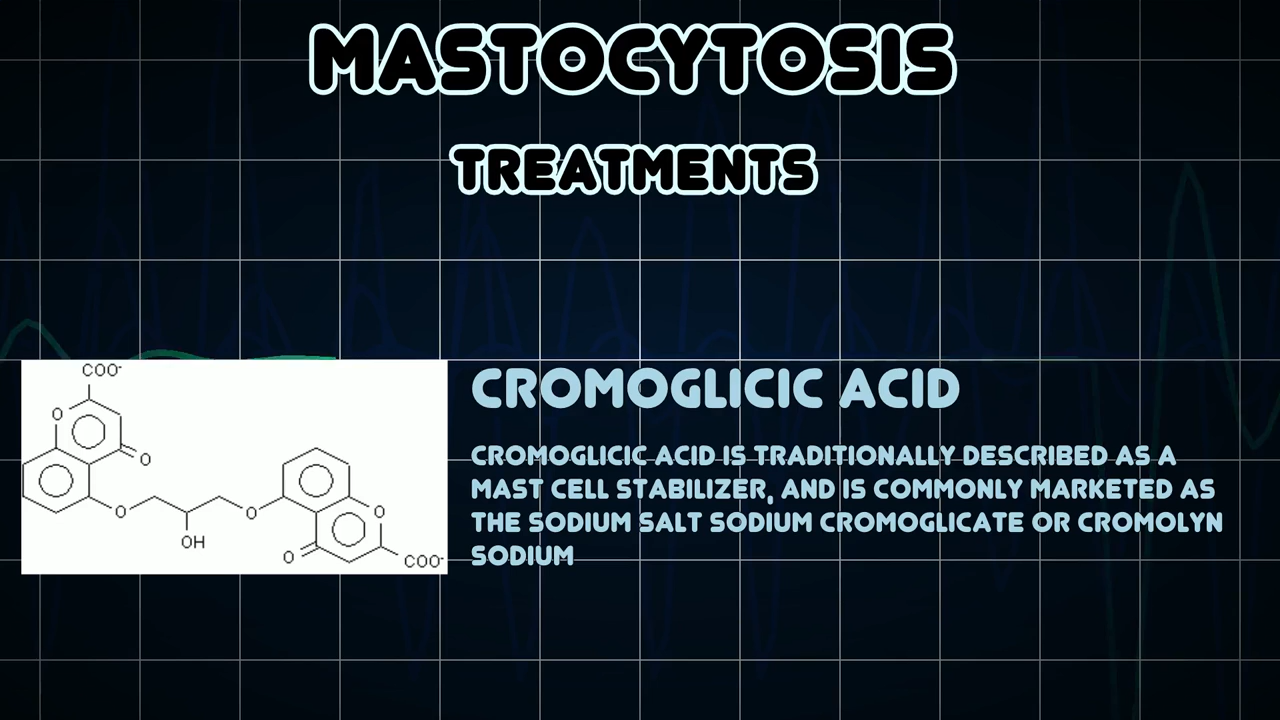 MASTOCYTOSIS
TREATMENTS
COO-
O
O
O
OH
O
O
O
COO-
CROMOGLICIC ACID
CROMOGLICIC ACID IS TRADITIONALLY DESCRIBED AS A
MAST CELL STABILIZER, AND IS COMMONLY MARKETED AS
THE SODIUM SALT SODIUM CROMOGLICATE OR CROMOLYN
SODIUM